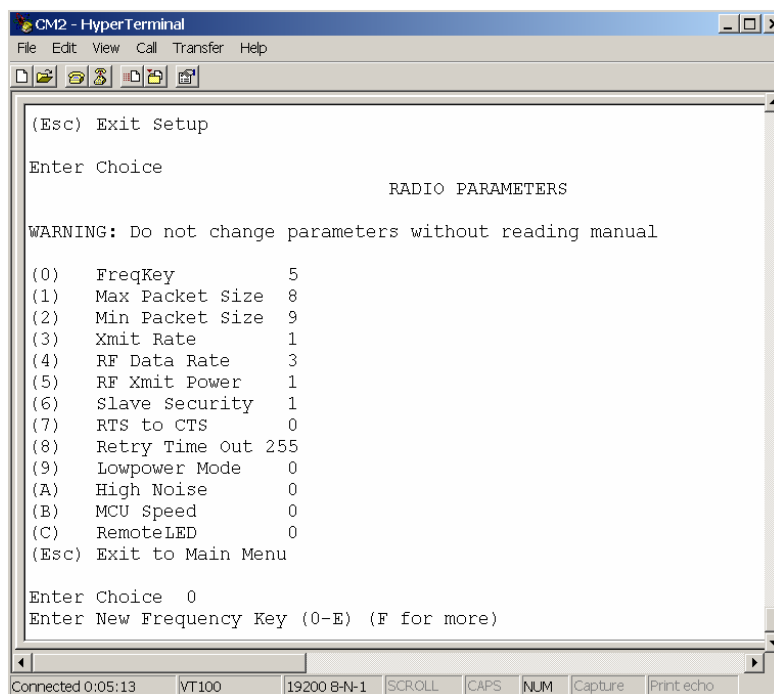 CM2 - HyperTerminal
File Edit View Call Transfer Help
(Esc) Exit Setup
Enter Choice
RADIO PARAMETERS
WARNING: Do not change parameters without reading manual
(0) FreqKey 5
(1) Max Packet Size 8
(2) Min Packet Size 9
(3) Xmit Rate 1
(4) RF Data Rate 3
(5) RF Xmit Power 1
(6) Slave Security 1
(7) RTS to CTS 0
(8) Retry Time Out 255
(9) Lowpower Mode 0
(A) High Noise 0
(B) MCU Speed 0
(C) RemoteLED 0
(Esc) Exit to Main Menu
Enter Choice 0
Enter New Frequency Key (0-E) (F for more)
Connected 0:05:13 VT100 19200 8-N-1 SCROLL CAPS NUM Capture Print echo